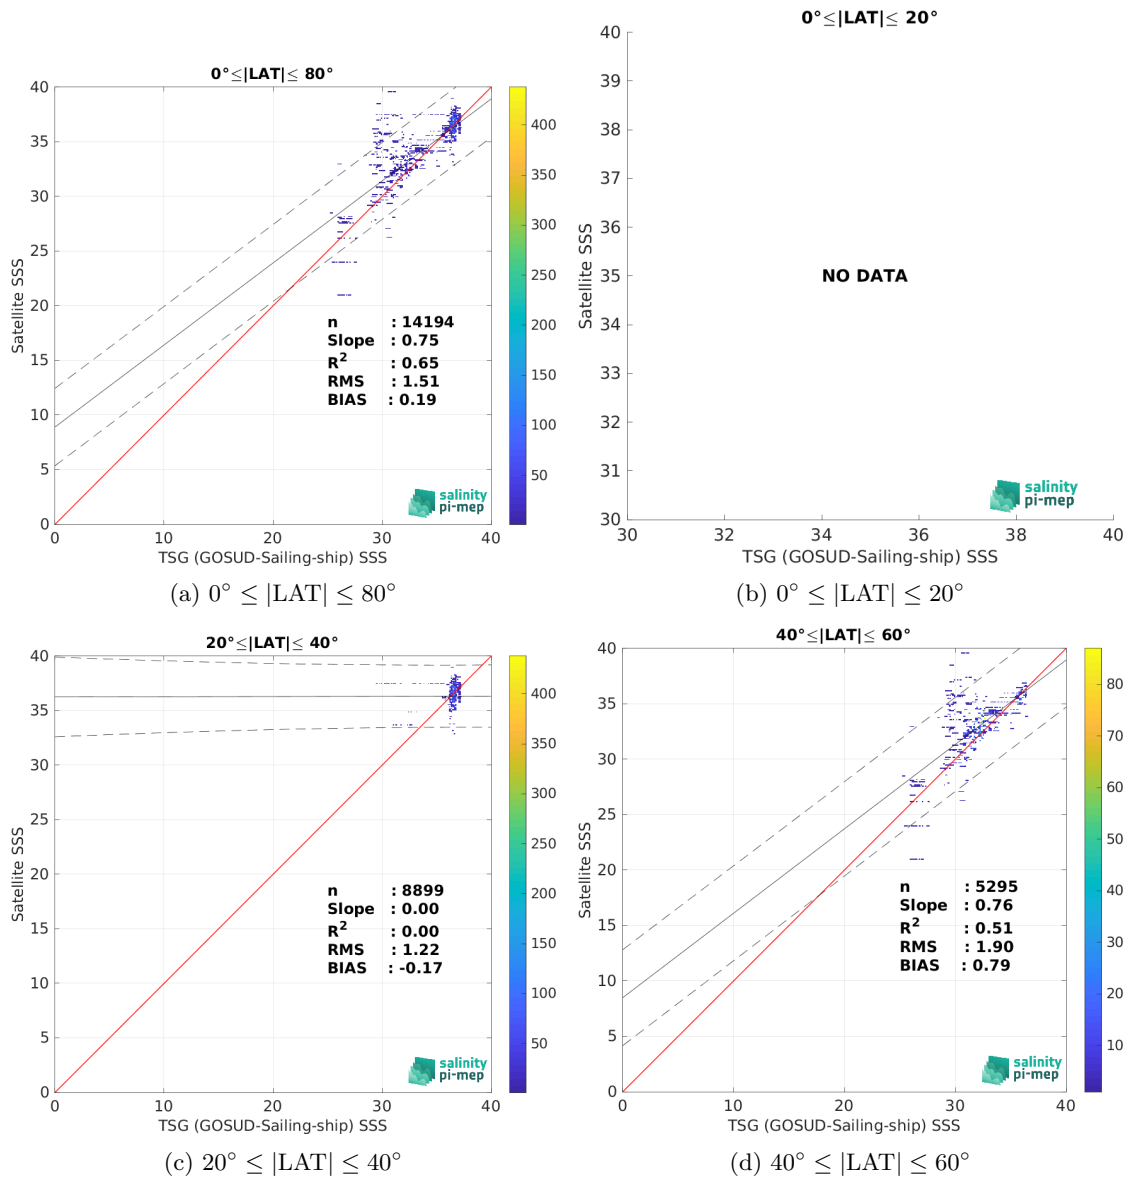 0°≤|LAT|≤ 80°
40
35
30
25
20
15
10
5
0
Satellite SSS
0 10 20 30 40
TSG (GOSUD-Sailing-ship) SSS
n : 14194
Slope : 0.75
R² : 0.65
RMS : 1.51
BIAS : 0.19
salinity
pi-mep
400
350
300
250
200
150
100
50
(a) 0° ≤ |LAT| ≤ 80°
0°≤|LAT|≤ 20°
40
39
38
37
36
35
34
33
32
31
30
Satellite SSS
NO DATA
salinity
pi-mep
30 32 34 36 38 40
TSG (GOSUD-Sailing-ship) SSS
(b) 0° ≤ |LAT| ≤ 20°
20°≤|LAT|≤ 40°
40
35
30
25
20
15
10
5
0
Satellite SSS
n : 8899
Slope : 0.00
R² : 0.00
RMS : 1.22
BIAS : -0.17
salinity
pi-mep
0 10 20 30 40
TSG (GOSUD-Sailing-ship) SSS
400
350
300
250
200
150
100
50
(c) 20° ≤ |LAT| ≤ 40°
40°≤|LAT|≤ 60°
40
35
30
25
20
15
10
5
0
Satellite SSS
n : 5295
Slope : 0.76
R² : 0.51
RMS : 1.90
BIAS : 0.79
salinity
pi-mep
0 10 20 30 40
TSG (GOSUD-Sailing-ship) SSS
80
70
60
50
40
30
20
10
(d) 40° ≤ |LAT| ≤ 60°